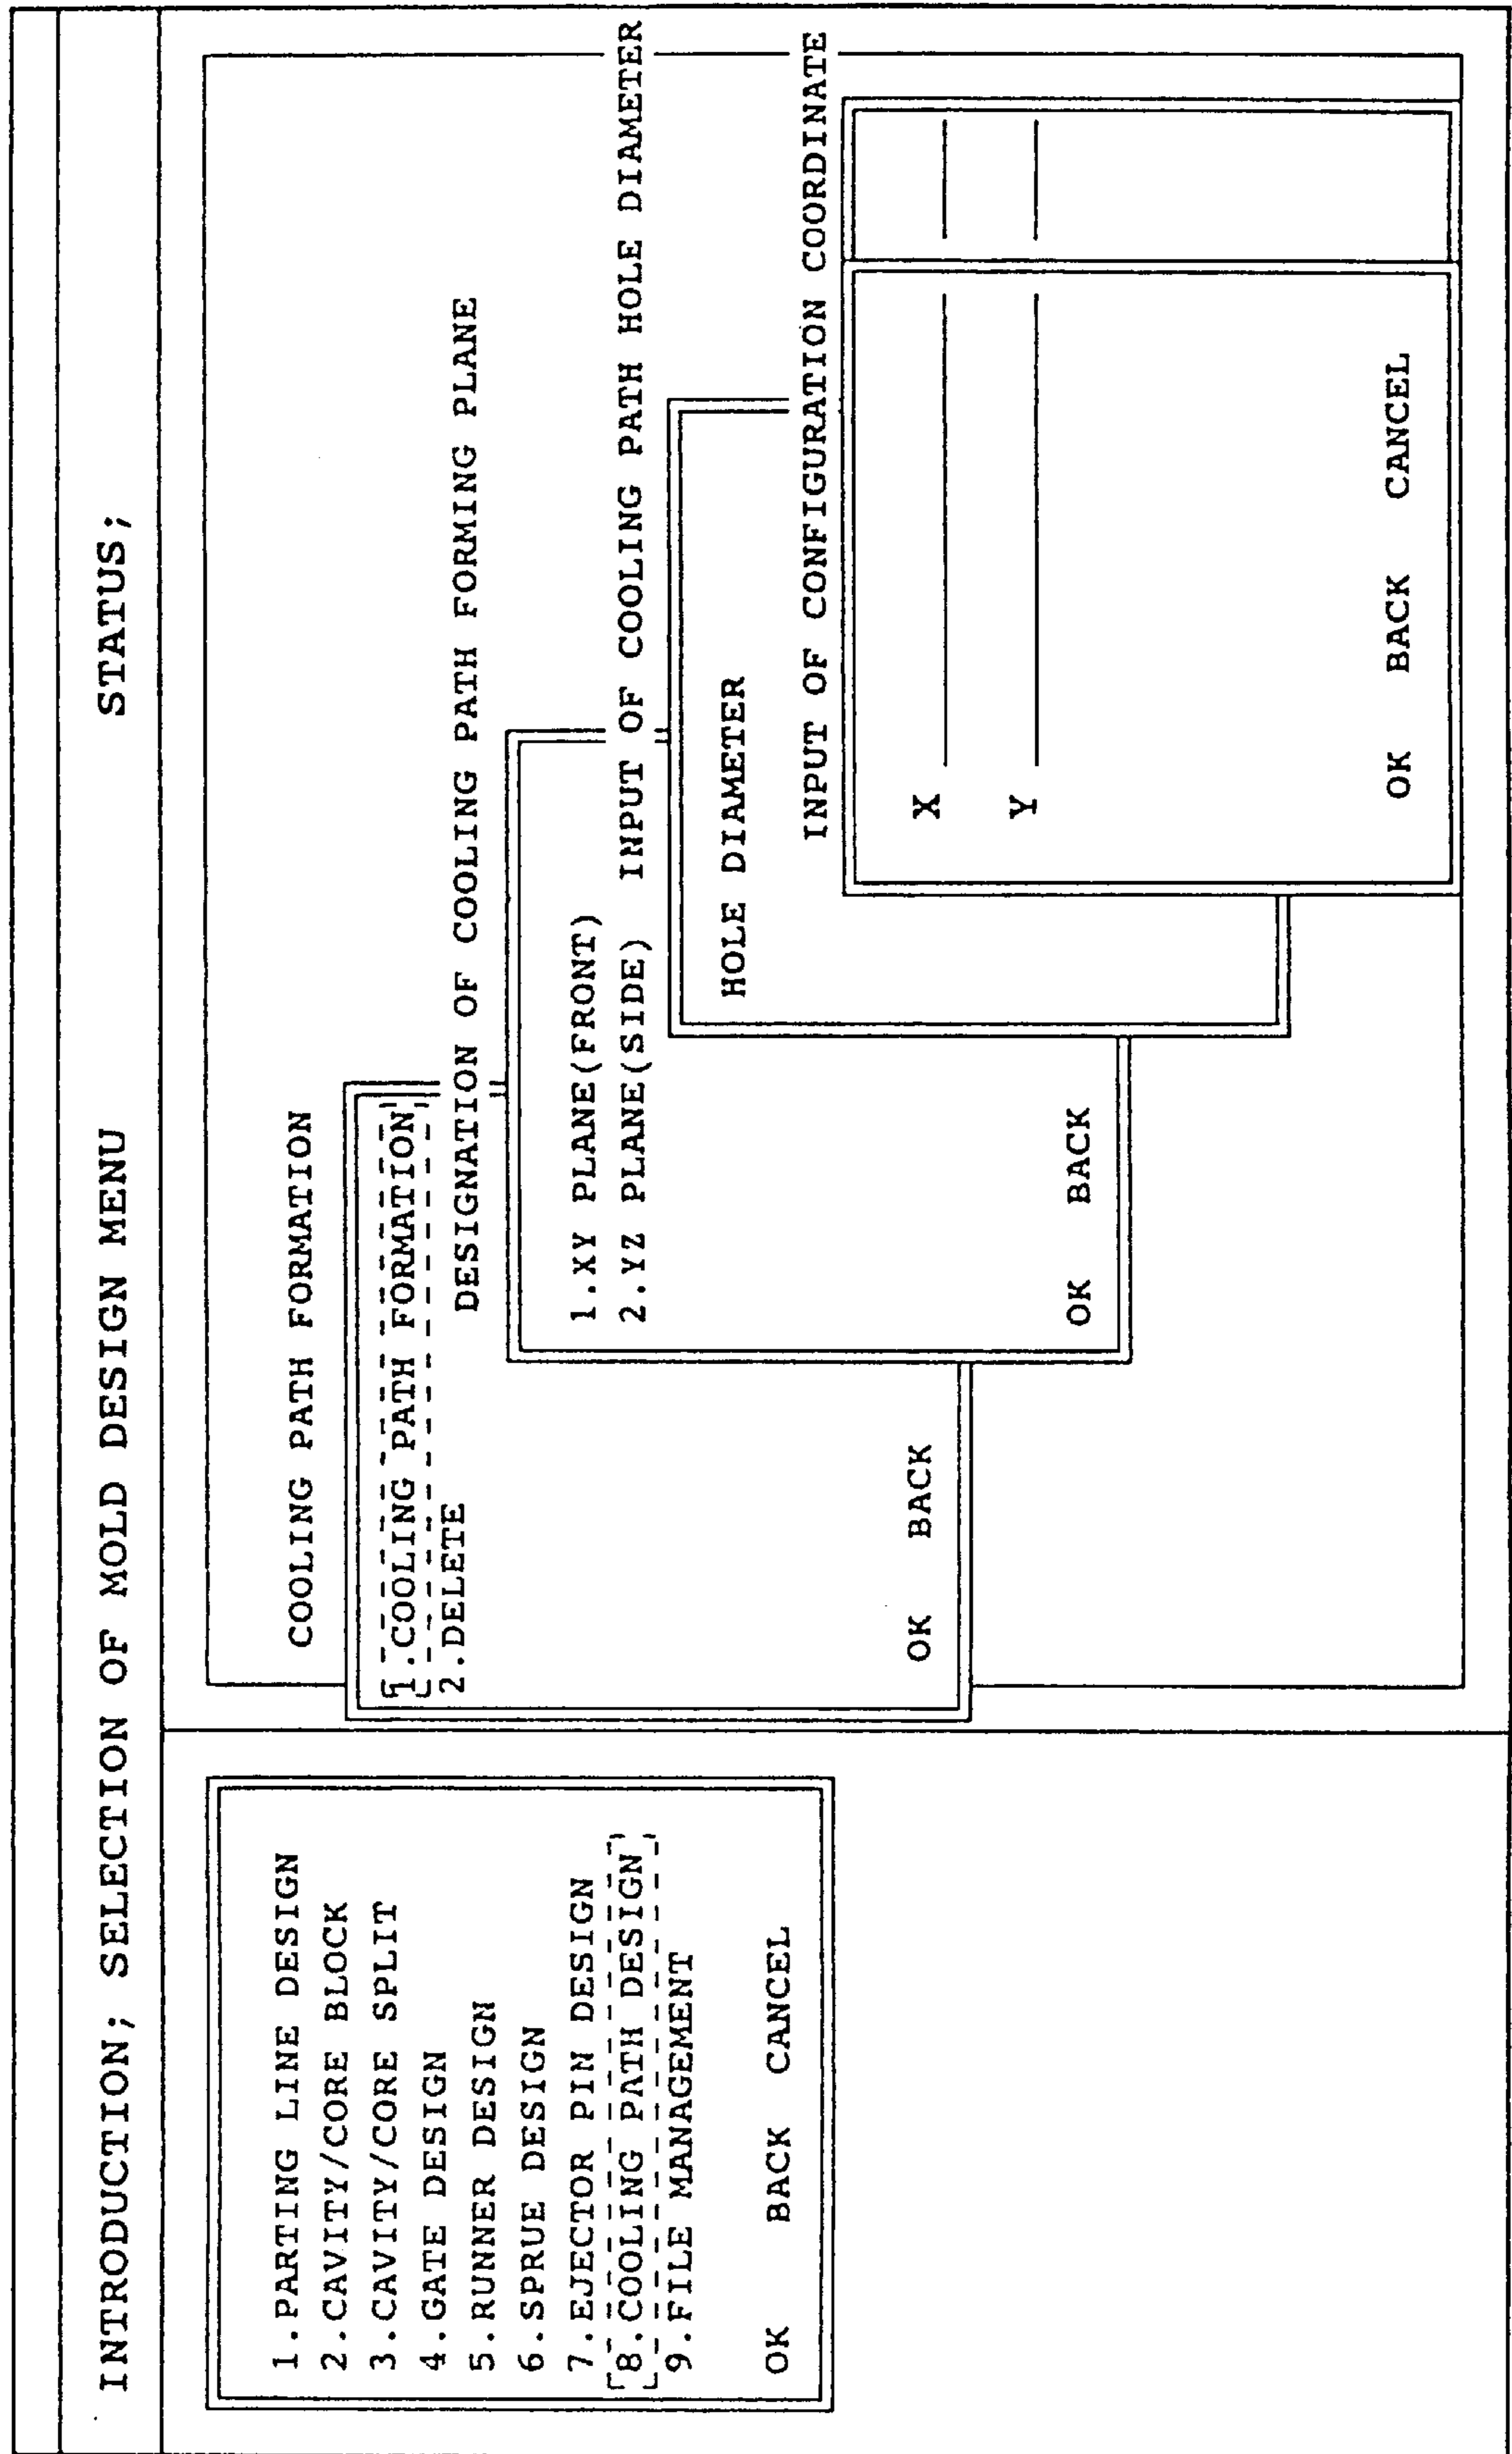 INTRODUCTION; SELECTION OF MOLD DESIGN MENU STATUS;
1.PARTING LINE DESIGN
2.CAVITY/CORE BLOCK
3.CAVITY/CORE SPLIT
4.GATE DESIGN
5.RUNNER DESIGN
6.SPRUE DESIGN
7.EJECTOR PIN DESIGN
8.COOLING PATH DESIGN
9.FILE MANAGEMENT
OK BACK CANCEL
COOLING PATH FORMATION
1.COOLING PATH FORMATION
2.DELETE
OK BACK
DESIGNATION OF COOLING PATH FORMING PLANE
1.XY PLANE(FRONT)
2.YZ PLANE(SIDE)
OK BACK
INPUT OF COOLING PATH HOLE DIAMETER
HOLE DIAMETER
INPUT OF CONFIGURATION COORDINATE
X
Y
OK BACK CANCEL